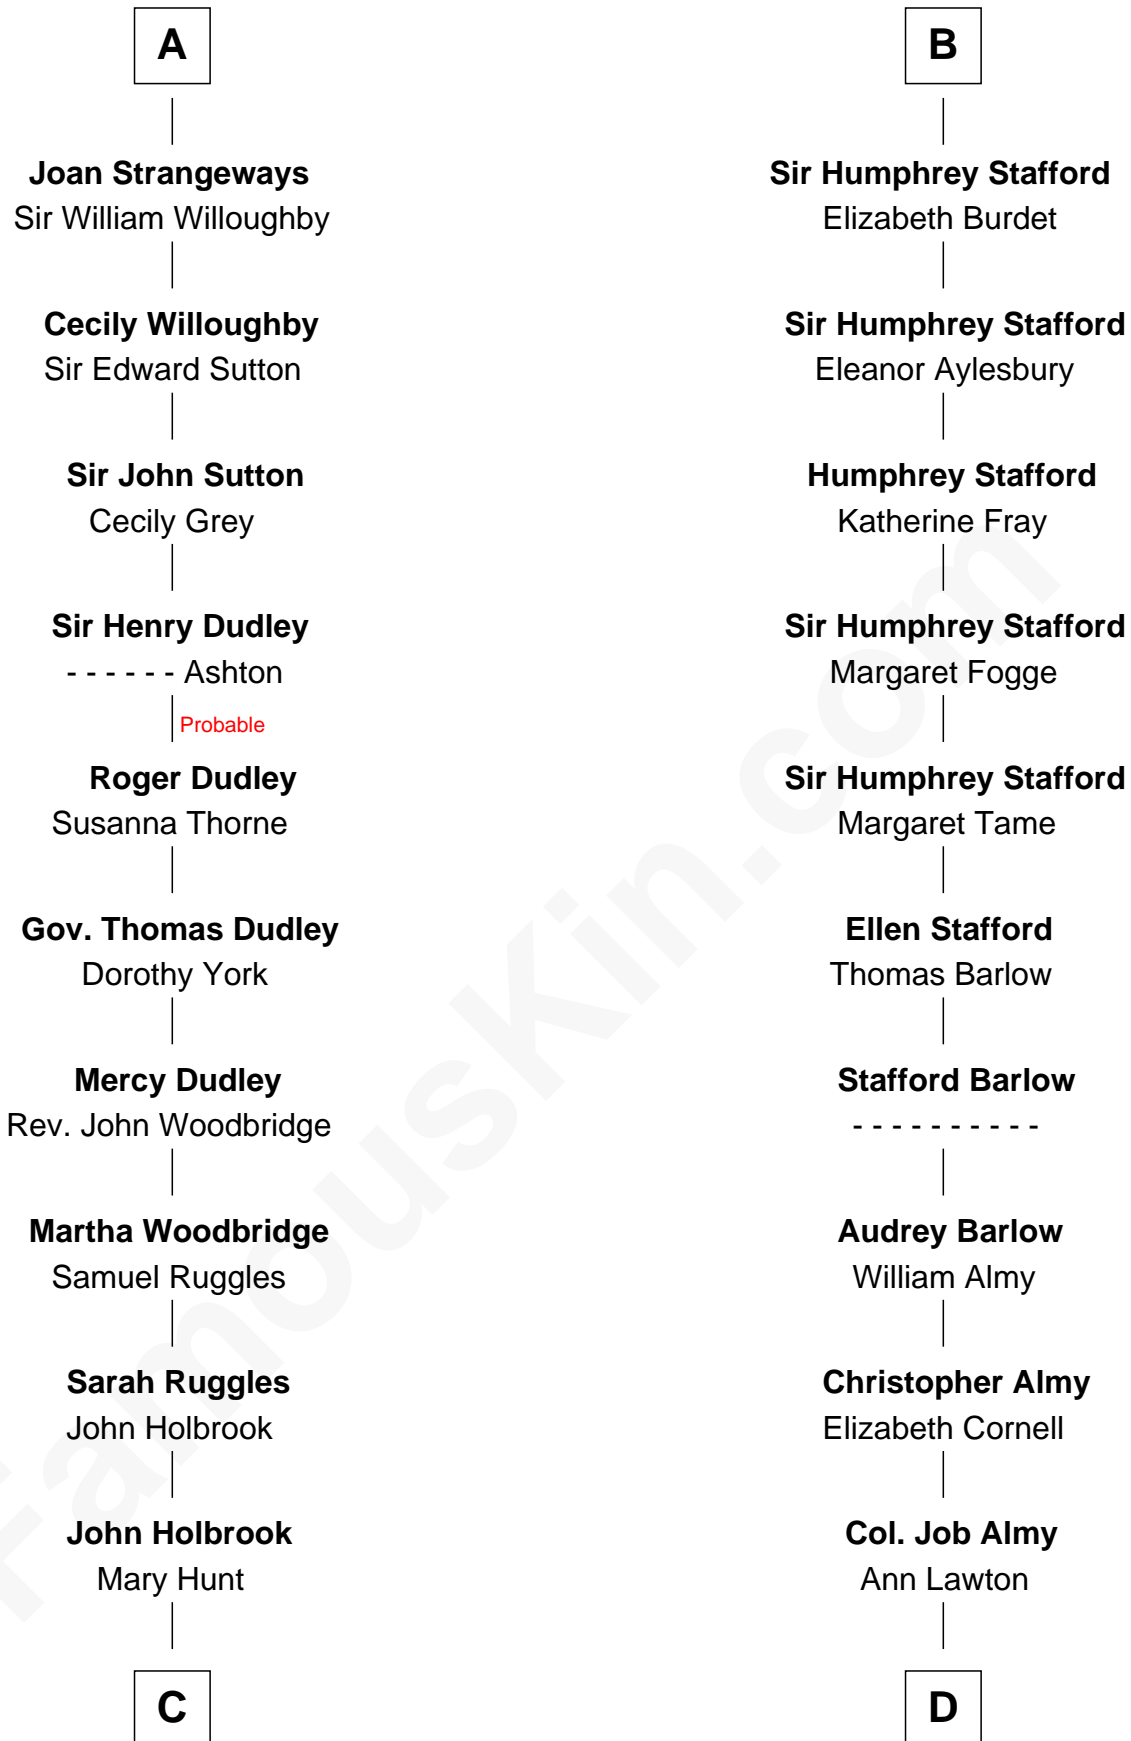 A
Joan Strangeways
Sir William Willoughby
Cecily Willoughby
Sir Edward Sutton
Sir John Sutton
Cecily Grey
Sir Henry Dudley
- - - - - - Ashton
Probable
Roger Dudley
Susanna Thorne
Gov. Thomas Dudley
Dorothy York
Mercy Dudley
Rev. John Woodbridge
Martha Woodbridge
Samuel Ruggles
Sarah Ruggles
John Holbrook
John Holbrook
Mary Hunt
C
B
Sir Humphrey Stafford
Elizabeth Burdet
Sir Humphrey Stafford
Eleanor Aylesbury
Humphrey Stafford
Katherine Fray
Sir Humphrey Stafford
Margaret Fogge
Sir Humphrey Stafford
Margaret Tame
Ellen Stafford
Thomas Barlow
Stafford Barlow
- - - - - - - - - -
Audrey Barlow
William Almy
Christopher Almy
Elizabeth Cornell
Col. Job Almy
Ann Lawton
D
FamousKin.com